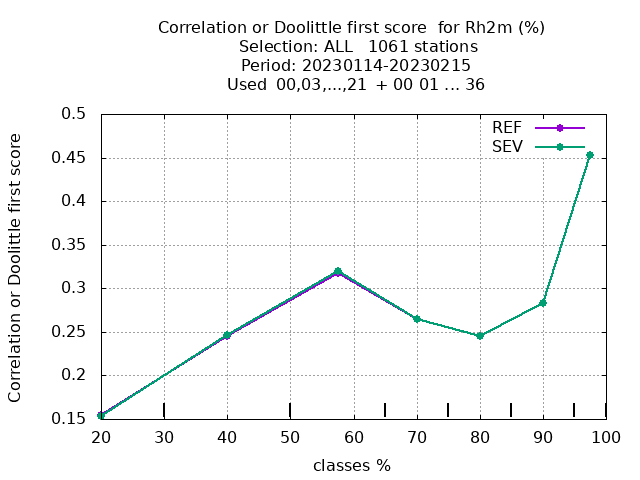 Correlation or Doolittle first score  for Rh2m (%)
Selection: ALL   1061 stations
Period: 20230114-20230215
Used  00,03,...,21  + 00 01 ... 36
Correlation or Doolittle first score
0.5
0.45
0.4
0.35
0.3
0.25
0.2
0.15
REF
SEV
20 30 40 50 60 70 80 90 100
classes %